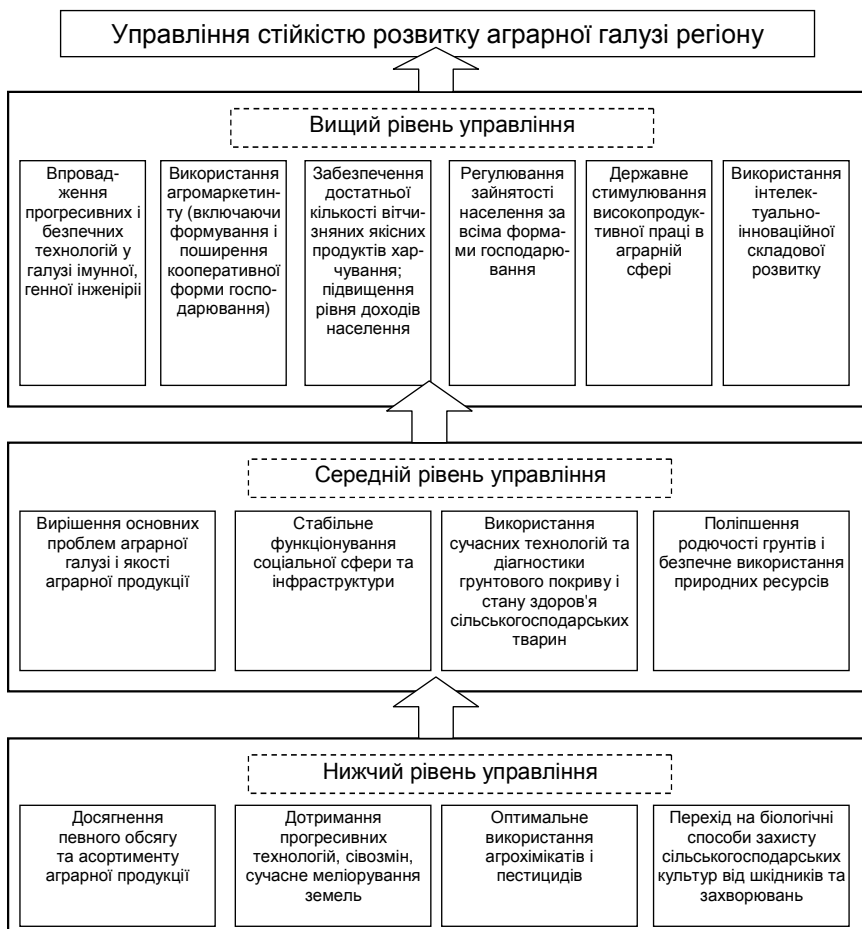 Управління стійкістю розвитку аграрної галузі регіону
Вищий рівень управління
Впровад-
ження
прогресивних і
безпечних
технологій у
галузі імунної,
генної інженірії
Використання
агромаркетин-
нту (включаючи
формування і
поширення
кооперативної
форми госпо-
дарювання)
Забезпечення
достатньої
кількості вітчи-
зняних якісних
продуктів хар-
чування;
підвищення
рівня доходів
населення
Регулювання
зайнятості
населення за
всіма форма-
ми господарю-
вання
Державне
стимулювання
високопродук-
тивної праці в
аграрній
сфері
Використання
інтелек-
туально-
інноваційної
складової
розвитку
Середній рівень управління
Вирішення основних
проблем аграрної
галузі і якості
аграрної продукції
Стабільне
функціонування
соціальної сфери та
інфраструктури
Використання
сучасних технологій та
діагностики
грунтового покриву і
стану здоров'я
сільськогосподарських
тварин
Поліпшення
родючості грунтів і
безпечне використання
природних ресурсів
Нижчий рівень управління
Досягнення
певного обсягу
та асортименту
аграрної продукції
Дотримання
прогресивних
технологій, сівозмін,
сучасне меліорування
земель
Оптимальне
використання
агрохімікатів і
пестицидів
Перехід на біологічні
способи захисту
сільськогосподарських
культур від шкідників та
захворювань